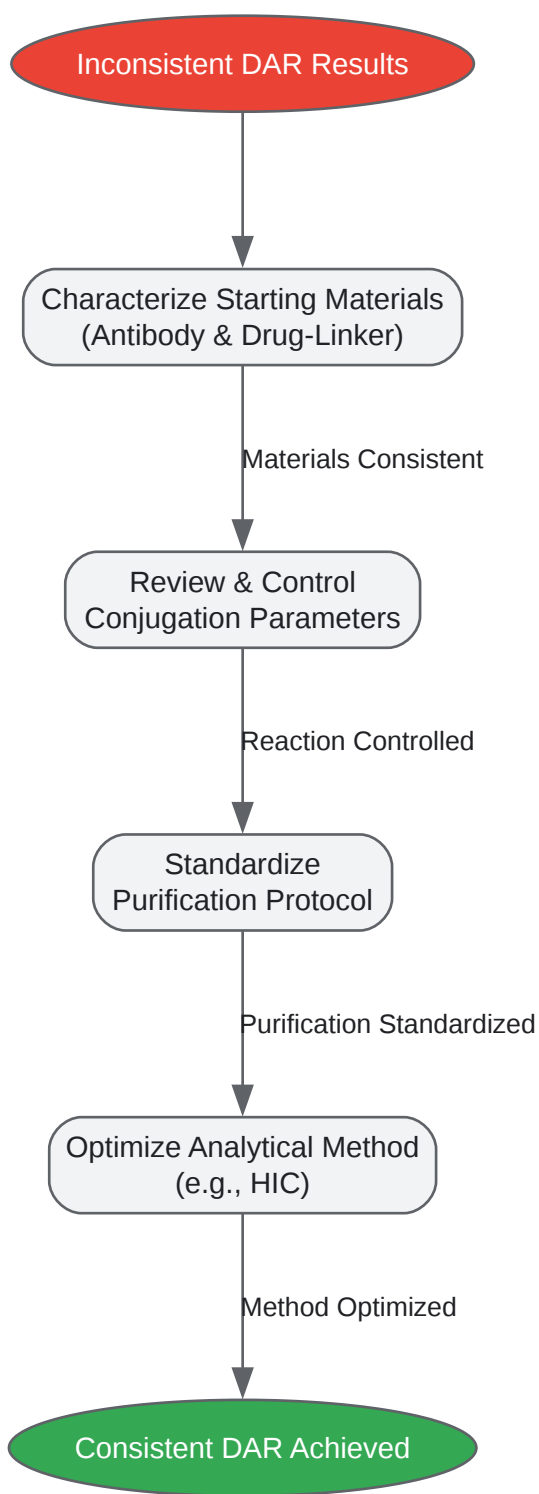 Inconsistent DAR Results
Characterize Starting Materials
(Antibody & Drug-Linker)
Materials Consistent
Review & Control
Conjugation Parameters
Reaction Controlled
Standardize
Purification Protocol
Purification Standardized
Optimize Analytical Method
(e.g., HIC)
Method Optimized
Consistent DAR Achieved